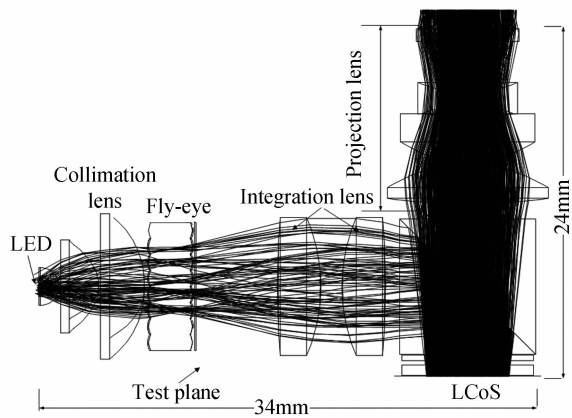 Projection lens
Collimation
lens
Fly-eye
Integration lens
LED
24mm
Test plane
LCoS
34mm